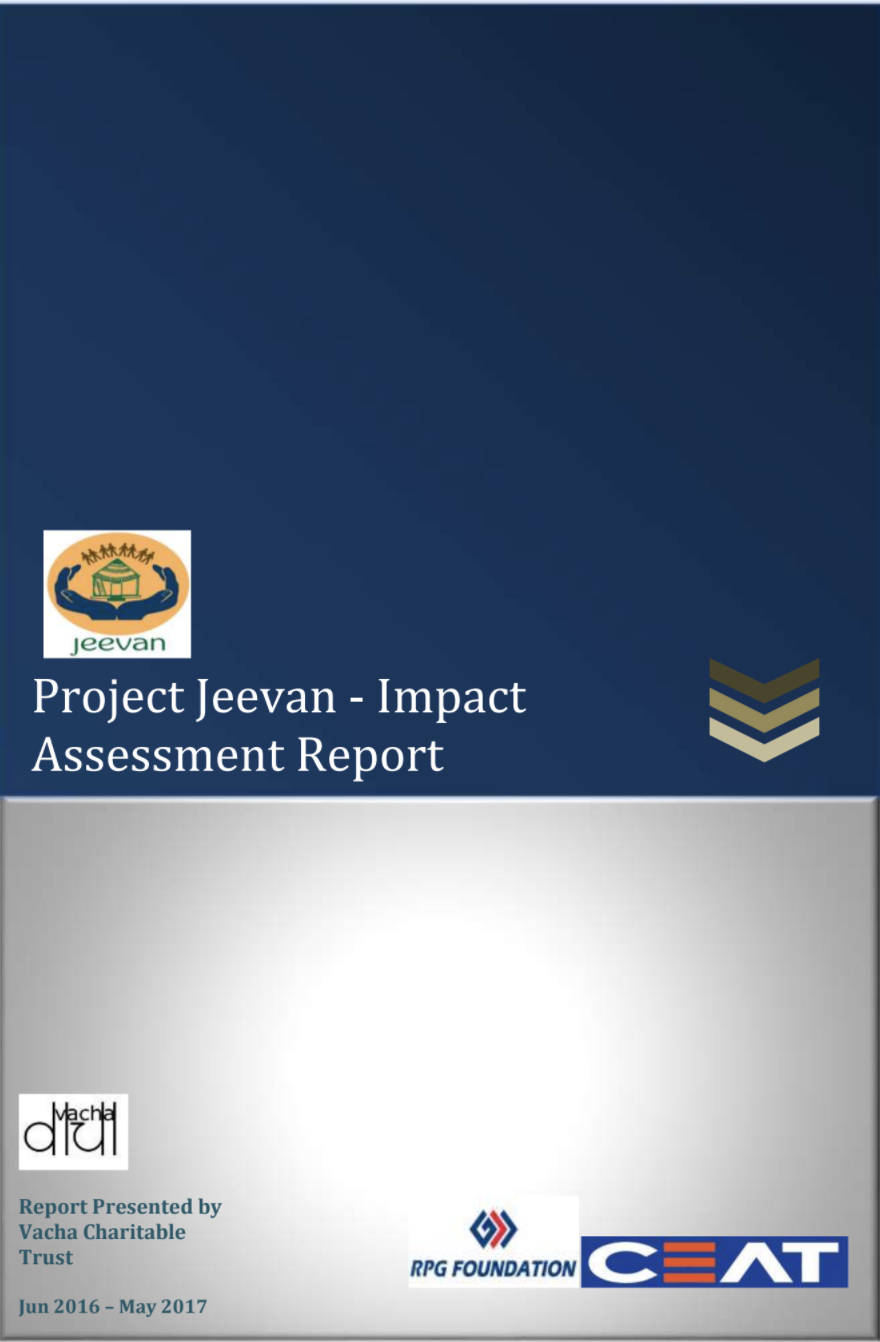 jeevan
Project Jeevan - Impact
Assessment Report
vacha
वाचा
Report Presented by
Vacha Charitable
Trust
Jun 2016 – May 2017
RPG FOUNDATION
CEAT